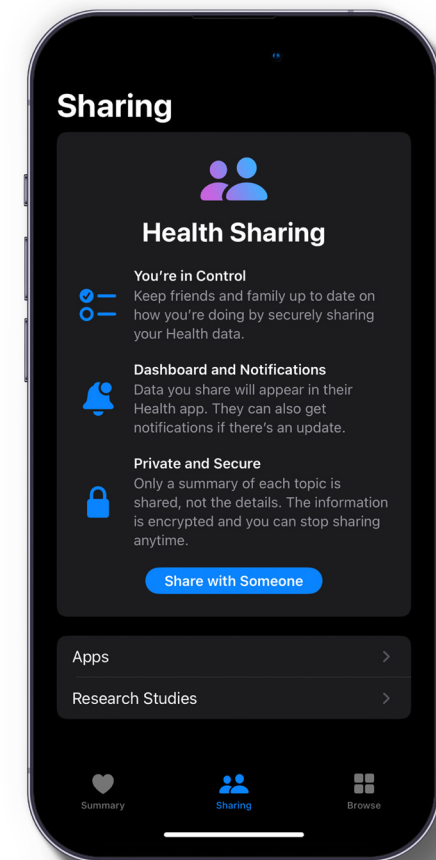 Sharing
Health Sharing
You're in Control
Keep friends and family up to date on
how you're doing by securely sharing
your Health data.
Dashboard and Notifications
Data you share will appear in their
Health app. They can also get
notifications if there's an update.
Private and Secure
Only a summary of each topic is
shared, not the details. The information
is encrypted and you can stop sharing
anytime.
Share with Someone
Apps
Research Studies
Summary
Sharing
Browse